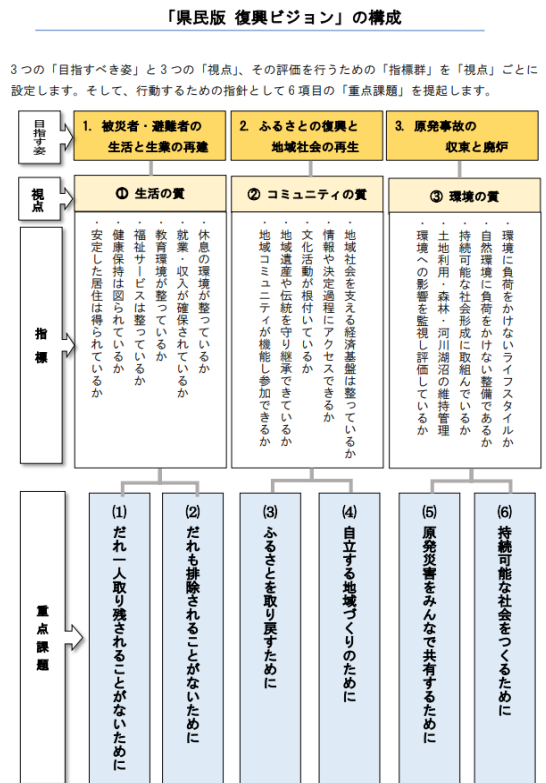 「県民版 復興ビジョン」の構成
3つの「目指すべき姿」と3つの「視点」、その評価を行うための「指標群」を「視点」ごとに
設定します。そして、行動するための指針として6項目の「重点課題」を提起します。
目指す姿
1. 被災者・避難者の
生活と生業の再建
2. ふるさとの復興と
地域社会の再生
3. 原発事故の
収束と廃炉
視点
① 生活の質
② コミュニティの質
③ 環境の質
指標
・休息の環境が整っているか
・就業・収入が確保されているか
・教育環境が整っているか
・福祉サービスは整っているか
・健康保持は図られているか
・安定した居住は得られているか
・地域社会を支える経済基盤は整っているか
・情報や決定過程にアクセスできるか
・文化活動が根付いているか
・地域遺産や伝統を守り継承できているか
・地域コミュニティが機能し参加できるか
・環境に負荷をかけないライフスタイルか
・自然環境に負荷をかけない整備であるか
・持続可能な社会形成に取組んでいるか
・土地利用・森林・河川湖沼の維持管理
・環境への影響を監視し評価しているか
重点課題
(1) だれ一人取り残されることがないために
(2) だれも排除されることがないために
(3) ふるさとを取り戻すために
(4) 自立する地域づくりのために
(5) 原発災害をみんなで共有するために
(6) 持続可能な社会をつくるために